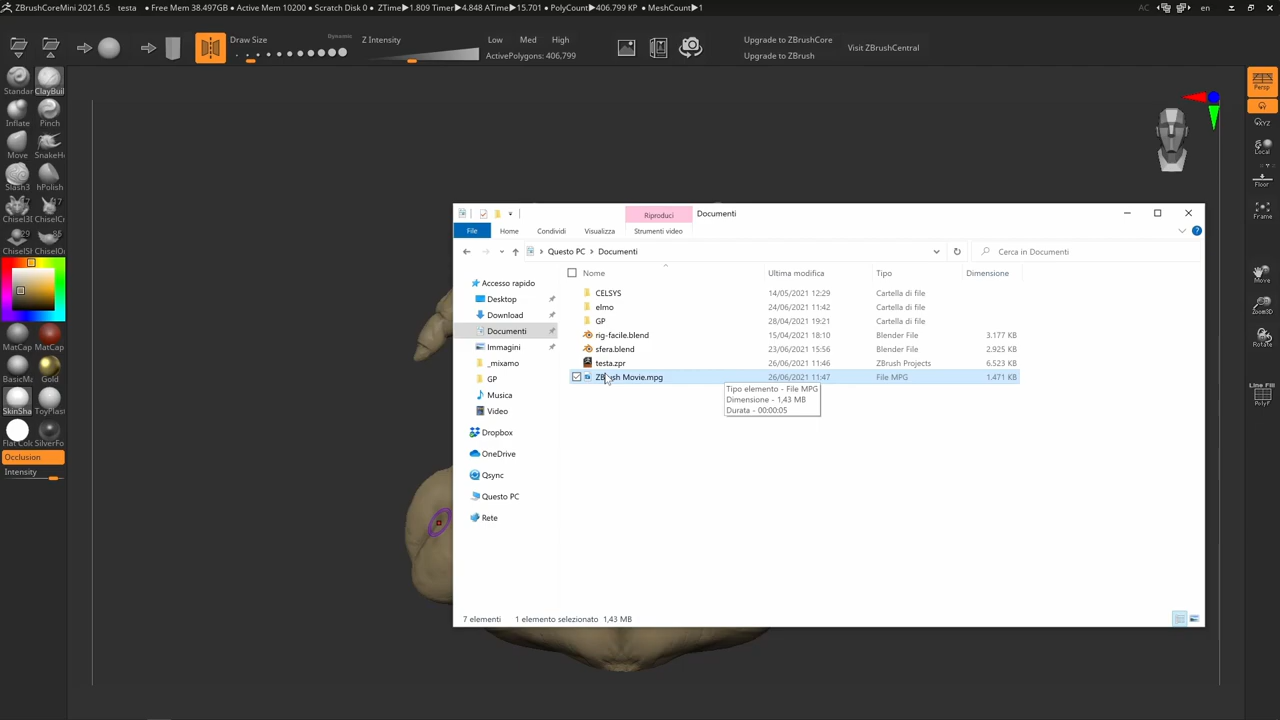 ZBrushCoreMini 2021.6.5 testa • Free Mem 38.497GB • Active Mem 10200 • Scratch Disk 0 • ZTime▶1.809 Timer▶4.848 ATime▶15.701 • PolyCount▶406.799 KP • MeshCount▶1
AC
en
Draw Size
Dynamic
Z Intensity
Low Med High
ActivePolygons: 406,799
Upgrade to ZBrushCore
Upgrade to ZBrush
Visit ZBrushCentral
Standar
ClayBuil
Inflate
Pinch
Move
SnakeHo
Slash3
hPolish
Chisel3D
ChiselCr
ChiselSh
ChiselOr
MatCap
MatCap
BasicMa
Gold
SkinSha
ToyPlast
Flat Colo
SilverFo
Occlusion
Intensity
Persp
XYZ
Local
Floor
Frame
Move
Zoom3D
Rotate
Line Fill
PolyF
Riproduci
Documenti
File
Home
Condividi
Visualizza
Strumenti video
Questo PC
Documenti
Cerca in Documenti
Nome
Ultima modifica
Tipo
Dimensione
CELSYS 14/05/2021 12:29 Cartella di file
elmo 24/06/2021 11:42 Cartella di file
GP 28/04/2021 19:21 Cartella di file
rig-facile.blend 15/04/2021 18:10 Blender File 3.177 KB
sfera.blend 23/06/2021 15:56 Blender File 2.925 KB
testa.zpr 26/06/2021 11:46 ZBrush Projects 6.523 KB
ZBrush Movie.mpg 26/06/2021 11:47 File MPG 1.471 KB
Tipo elemento - File MPG
Dimensione - 1,43 MB
Durata - 00:00:05
Accesso rapido
Desktop
Download
Documenti
Immagini
_mixamo
GP
Musica
Video
Dropbox
OneDrive
Qsync
Questo PC
Rete
7 elementi
1 elemento selezionato 1,43 MB